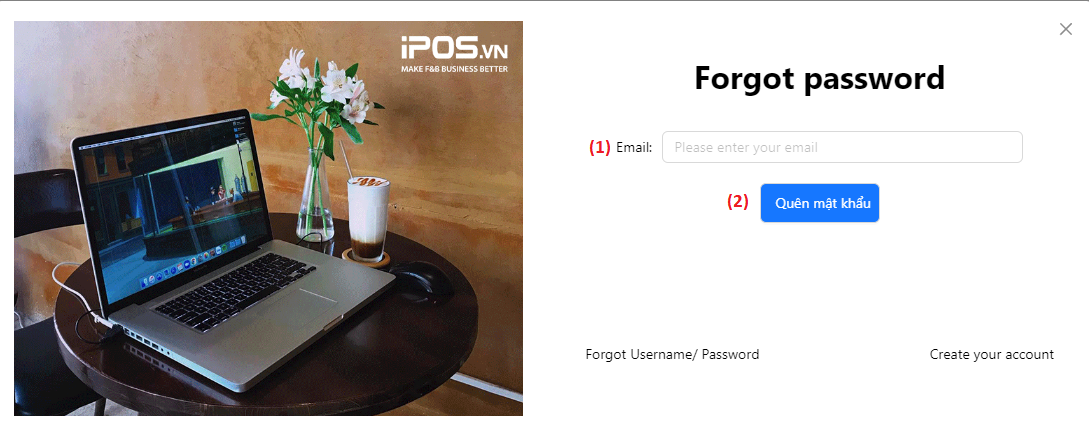 iPOS.VN
MAKE F&B BUSINESS BETTER
Forgot password
(1) Email: Please enter your email
(2) Quên mật khẩu
Forgot Username/ Password
Create your account